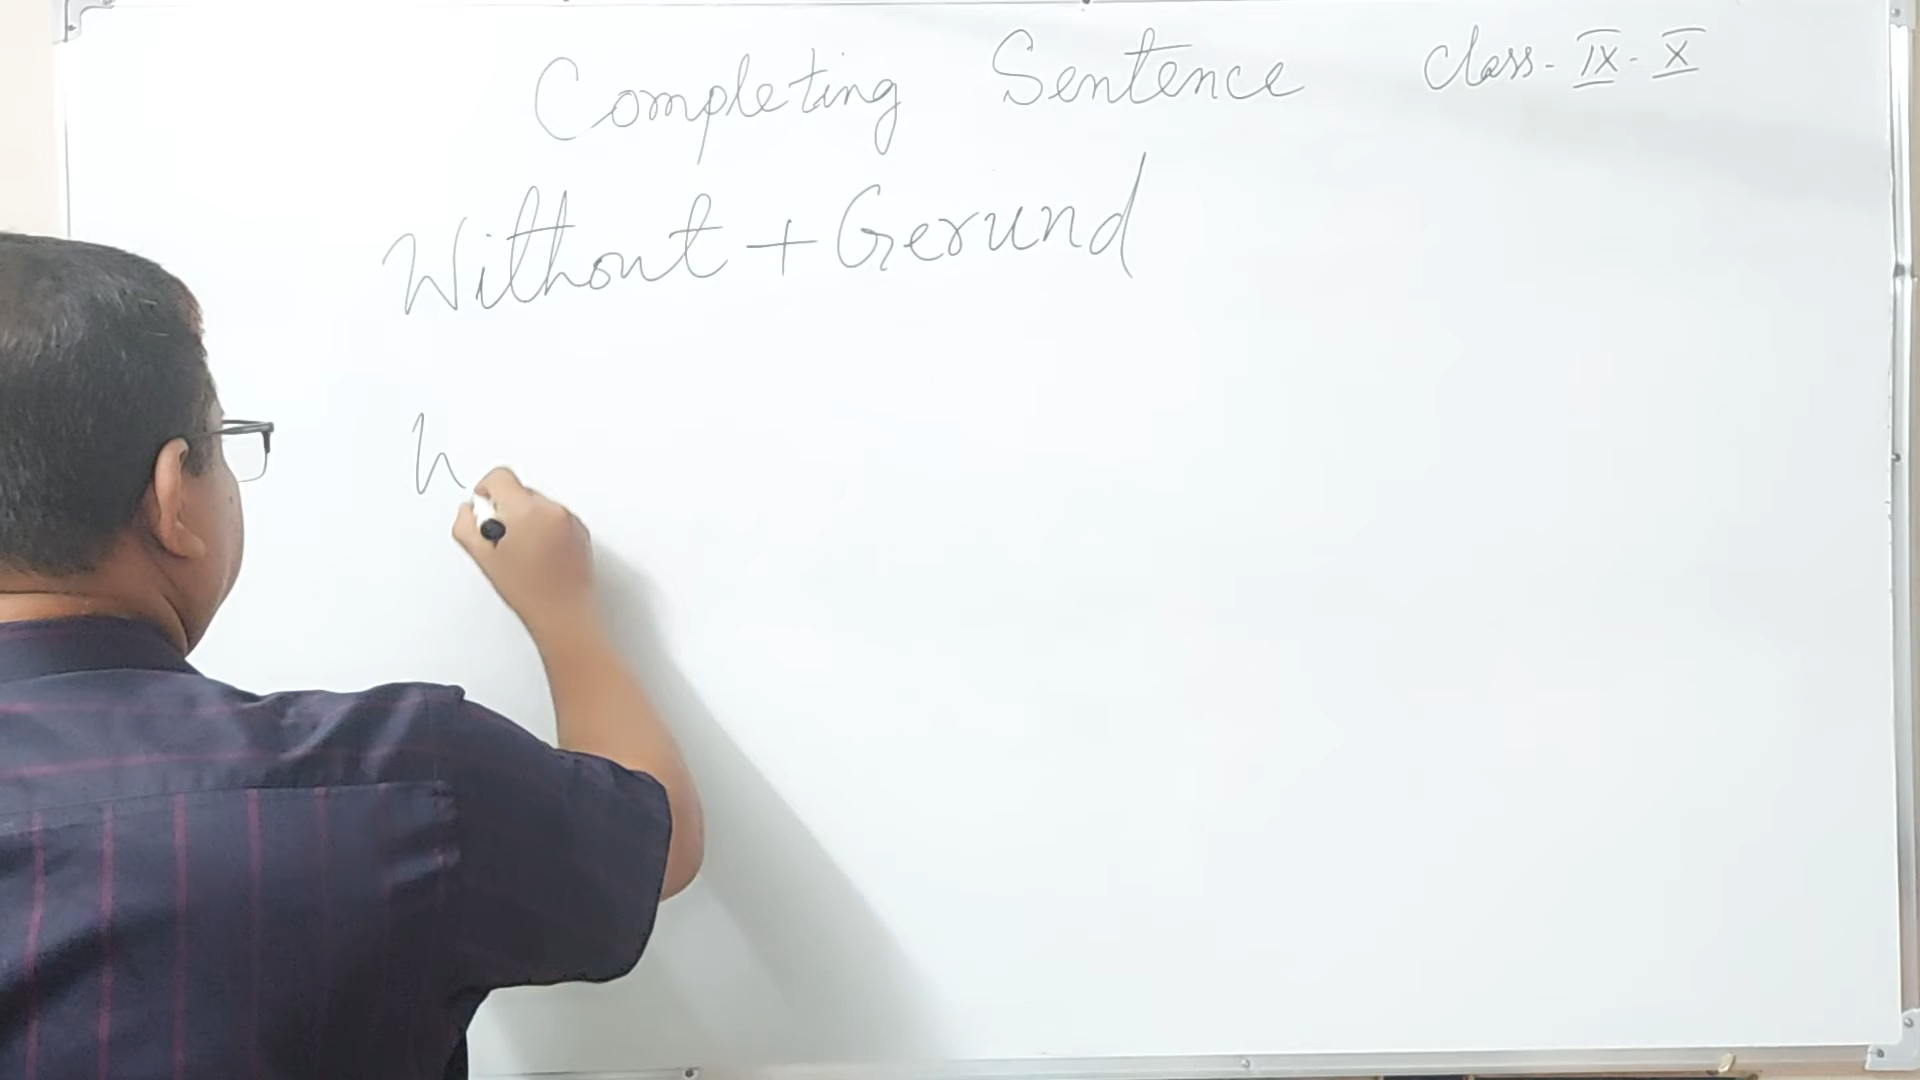 Completing Sentence Class - IX - X
Without + Gerund